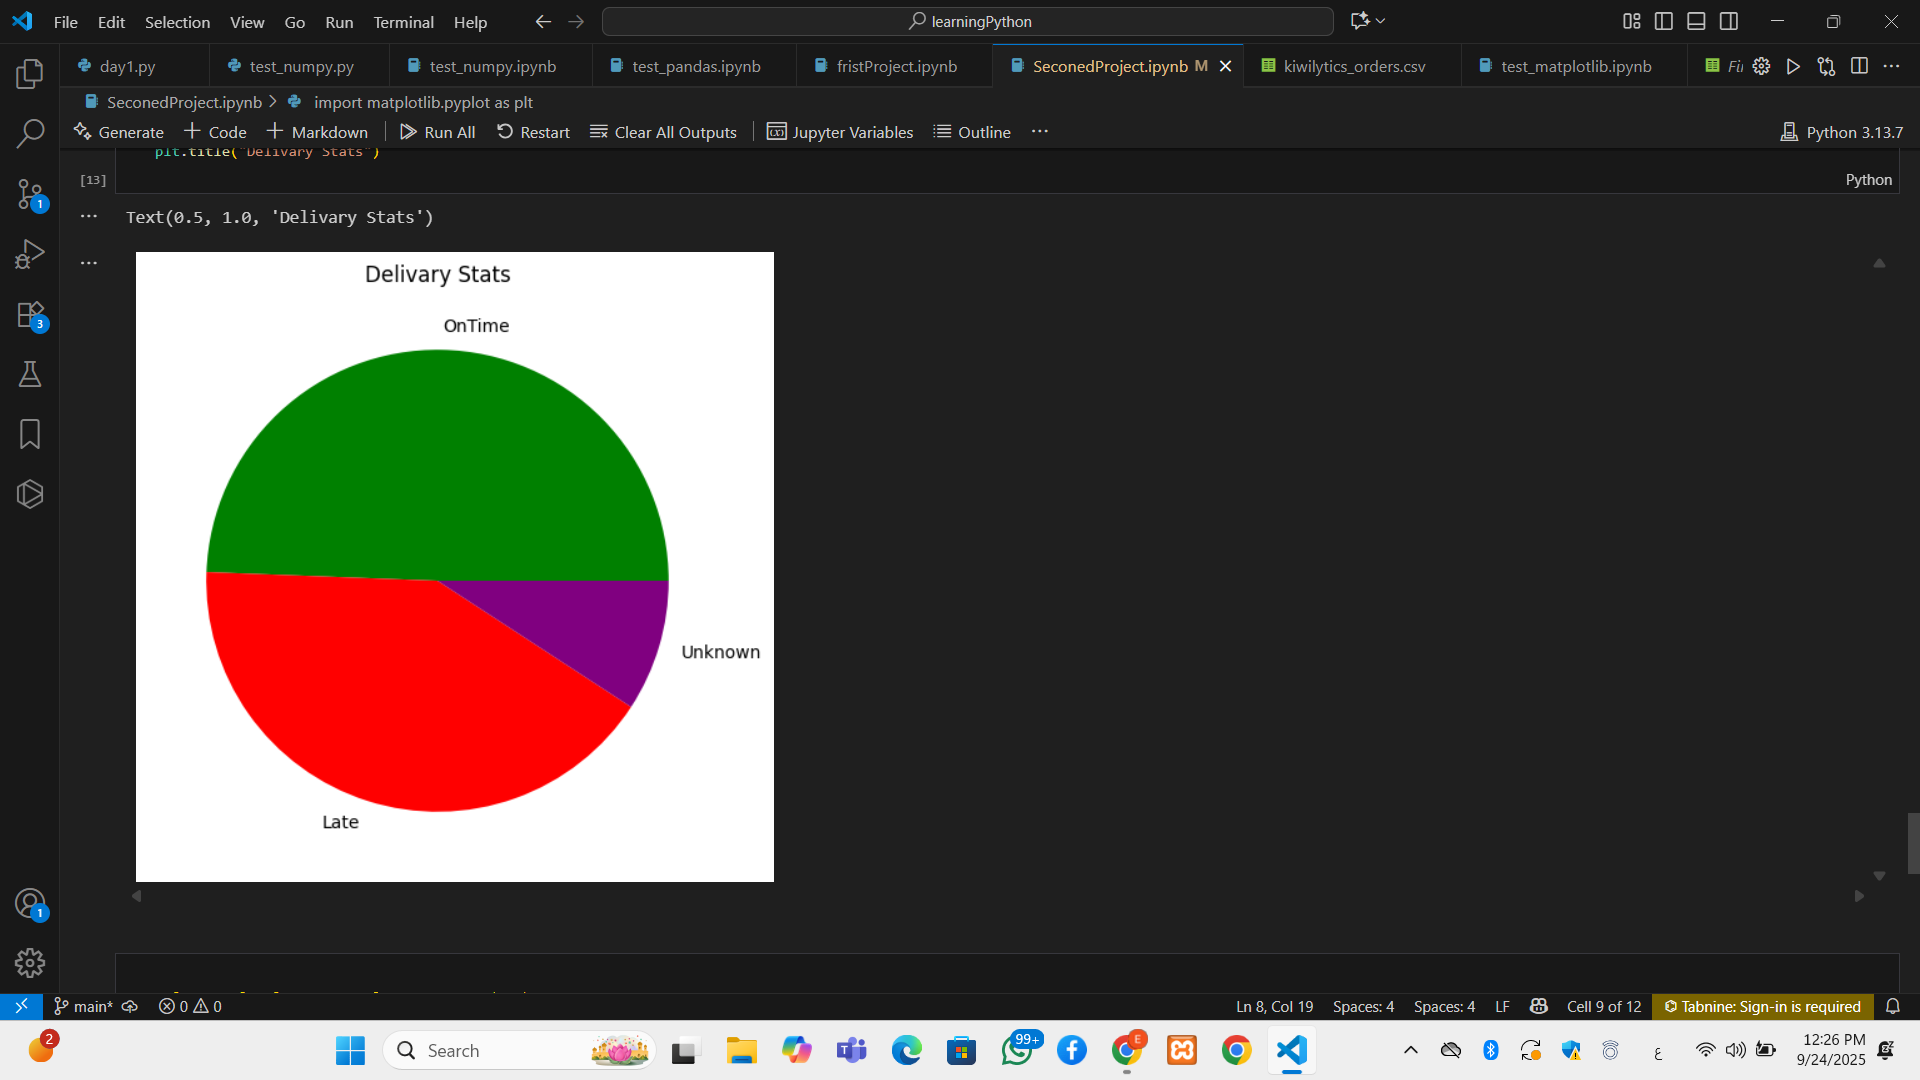 File Edit Selection View Go Run Terminal Help
learningPython
day1.py test_numpy.py test_numpy.ipynb test_pandas.ipynb fristProject.ipynb SeconedProject.ipynb M kiwilytics_orders.csv test_matplotlib.ipynb
SeconedProject.ipynb > import matplotlib.pyplot as plt
Generate + Code + Markdown Run All Restart Clear All Outputs Jupyter Variables Outline ... Python 3.13.7
plt.title("Delivary Stats")
[13] Python
Text(0.5, 1.0, 'Delivary Stats')
Delivary Stats
OnTime
Unknown
Late
1
3
1
main* 0 0 Ln 8, Col 19 Spaces: 4 Spaces: 4 LF Cell 9 of 12 Tabnine: Sign-in is required
2 Search 99+ E ع 12:26 PM
9/24/2025